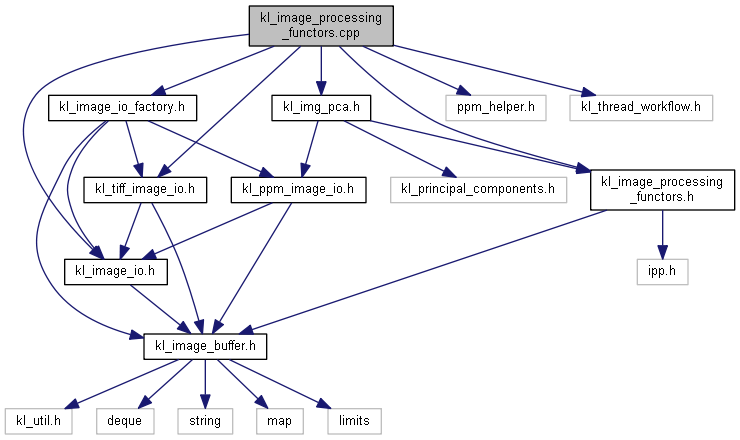 kl_image_processing
_functors.cpp
kl_image_io_factory.h
kl_img_pca.h
ppm_helper.h
kl_thread_workflow.h
kl_tiff_image_io.h
kl_ppm_image_io.h
kl_principal_components.h
kl_image_processing
_functors.h
kl_image_io.h
ipp.h
kl_image_buffer.h
kl_util.h
deque
string
map
limits